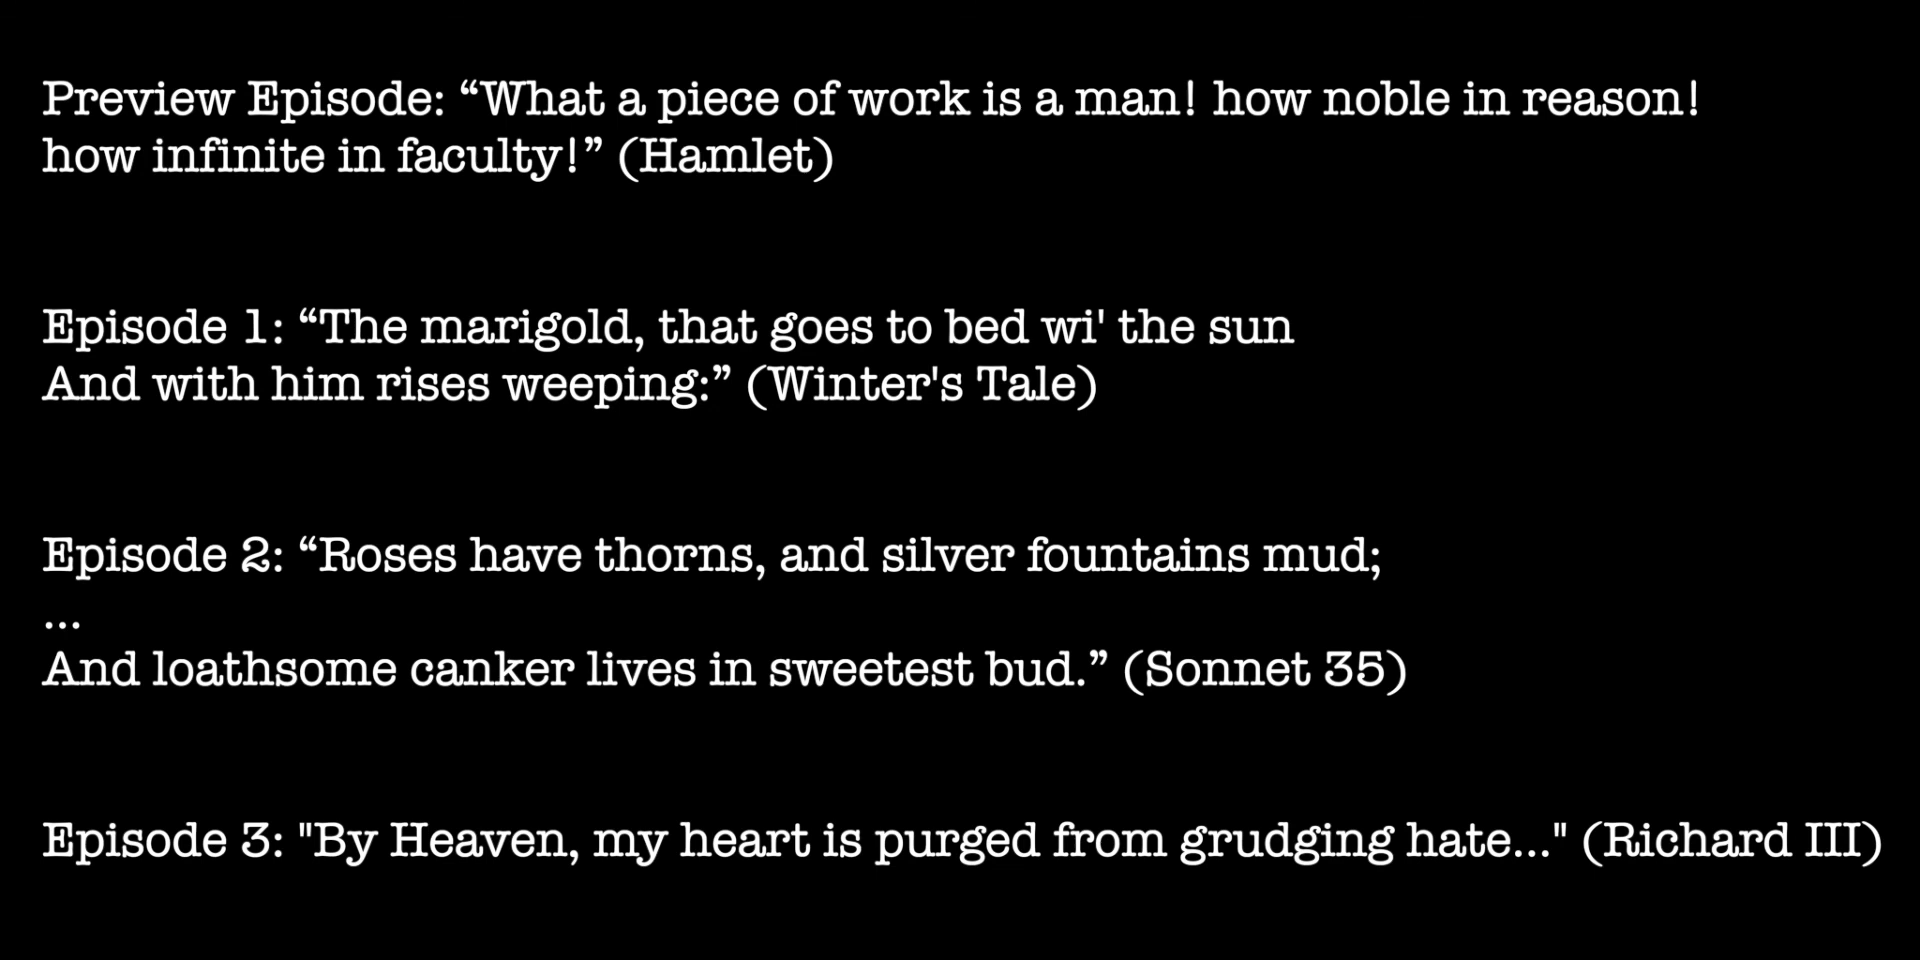 Preview Episode: “What a piece of work is a man! how noble in reason!
how infinite in faculty!” (Hamlet)
Episode 1: “The marigold, that goes to bed wi' the sun
And with him rises weeping:” (Winter's Tale)
Episode 2: “Roses have thorns, and silver fountains mud;
...
And loathsome canker lives in sweetest bud.” (Sonnet 35)
Episode 3: "By Heaven, my heart is purged from grudging hate..." (Richard III)